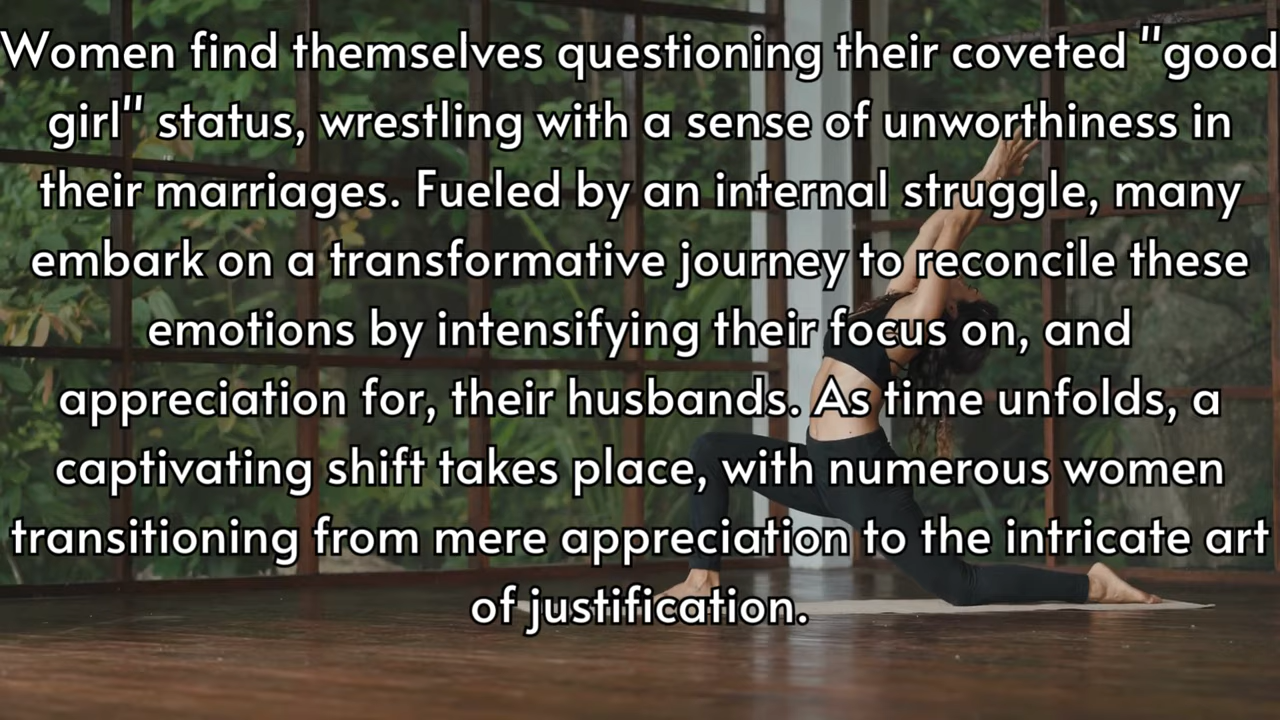 Women find themselves questioning their coveted "good
girl" status, wrestling with a sense of unworthiness in
their marriages. Fueled by an internal struggle, many
embark on a transformative journey to reconcile these
emotions by intensifying their focus on, and
appreciation for, their husbands. As time unfolds, a
captivating shift takes place, with numerous women
transitioning from mere appreciation to the intricate art
of justification.